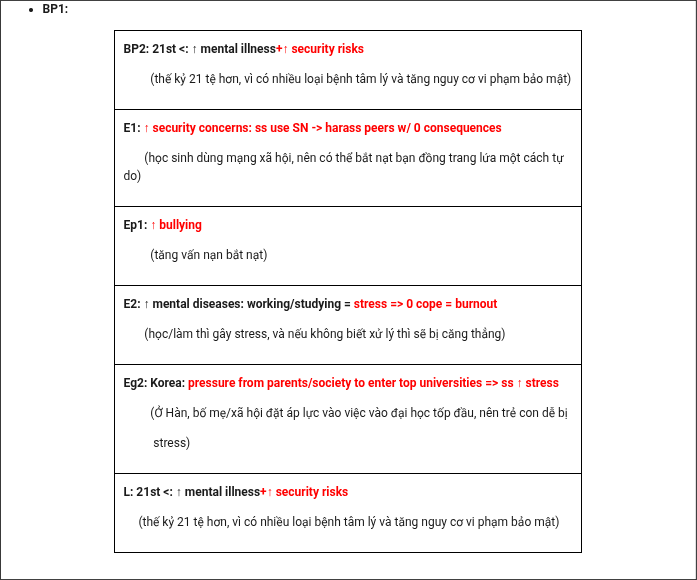 BP1:
BP2: 21st <: ↑ mental illness+↑ security risks
(thế kỷ 21 tệ hơn, vì có nhiều loại bệnh tâm lý và tăng nguy cơ vi phạm bảo mật)
E1: ↑ security concerns: ss use SN -> harass peers w/ 0 consequences
(học sinh dùng mạng xã hội, nên có thể bắt nạt bạn đồng trang lứa một cách tự
do)
Ep1: ↑ bullying
(tăng vấn nạn bắt nạt)
E2: ↑ mental diseases: working/studying = stress => 0 cope = burnout
(học/làm thì gây stress, và nếu không biết xử lý thì sẽ bị căng thẳng)
Eg2: Korea: pressure from parents/society to enter top universities => ss ↑ stress
(Ở Hàn, bố mẹ/xã hội đặt áp lực vào việc vào đại học tốp đầu, nên trẻ con dễ bị
stress)
L: 21st <: ↑ mental illness+↑ security risks
(thế kỷ 21 tệ hơn, vì có nhiều loại bệnh tâm lý và tăng nguy cơ vi phạm bảo mật)